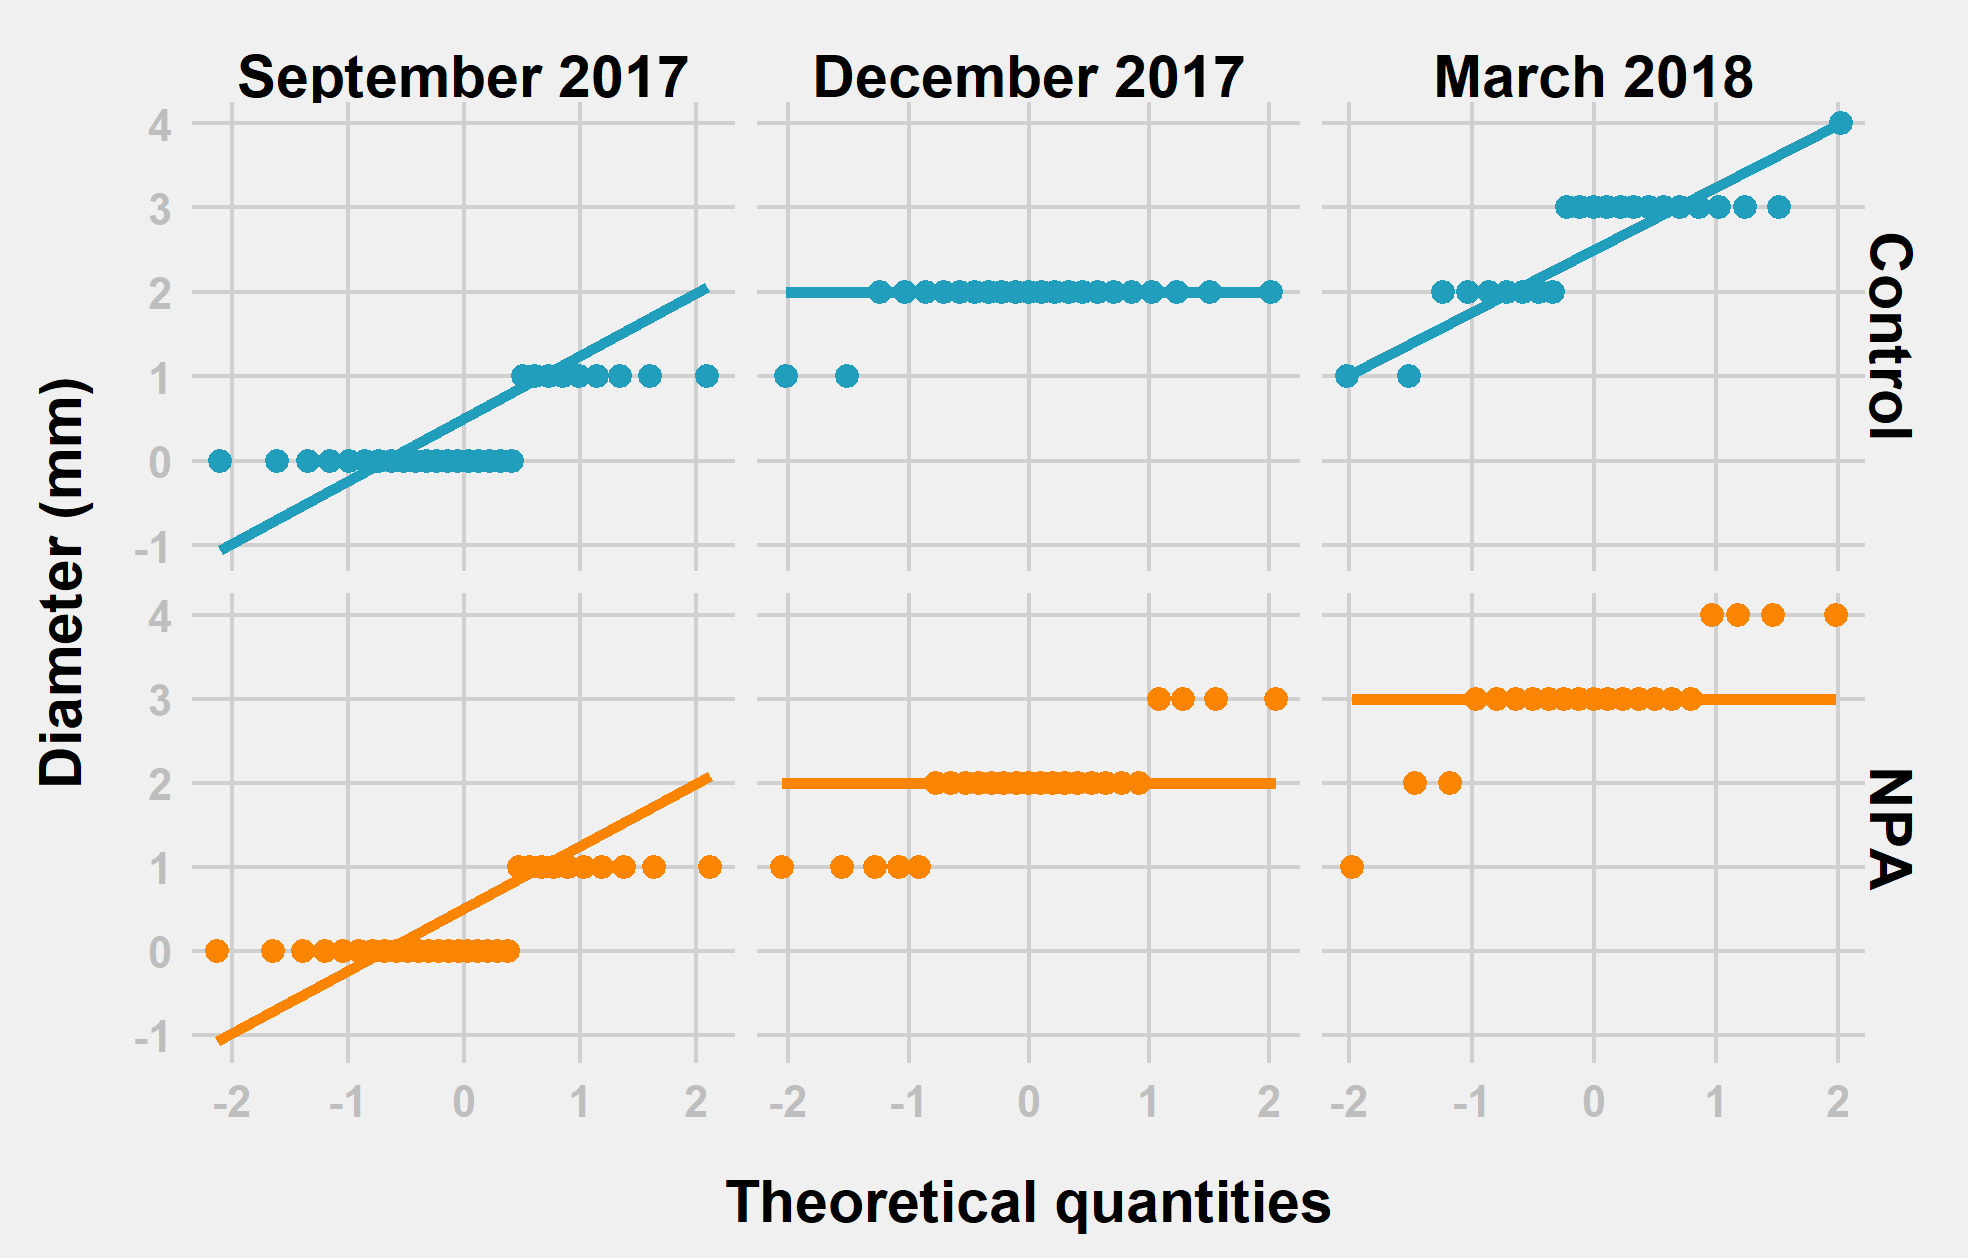 September 2017 December 2017 March 2018
4
3
2
1
0
-1
Control
4
3
2
1
0
-1
NPA
Diameter (mm)
-2 -1 0 1 2 -2 -1 0 1 2 -2 -1 0 1 2
Theoretical quantities